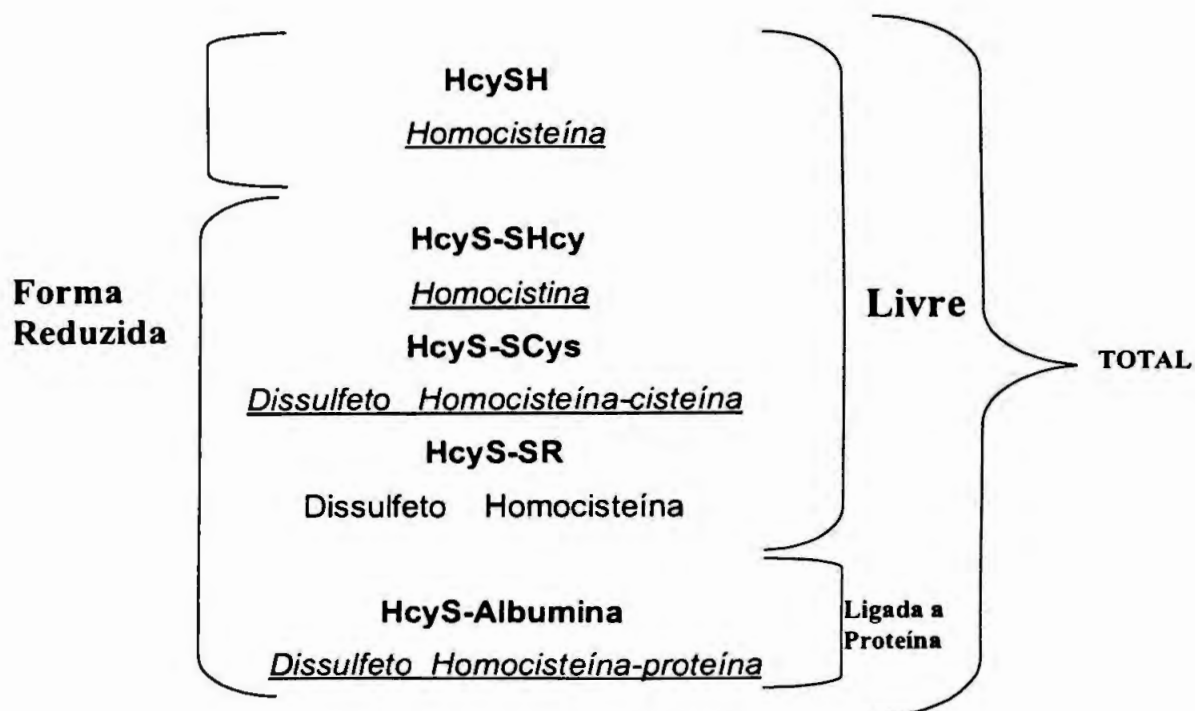 HcySH
Homocisteína
HcyS-SHcy
Homocistina
HcyS-SCys
Dissulfeto Homocisteína-cisteína
HcyS-SR
Dissulfeto Homocisteína
HcyS-Albumina
Dissulfeto Homocisteína-proteína
Forma
Reduzida
Livre
Ligada a
Proteína
TOTAL